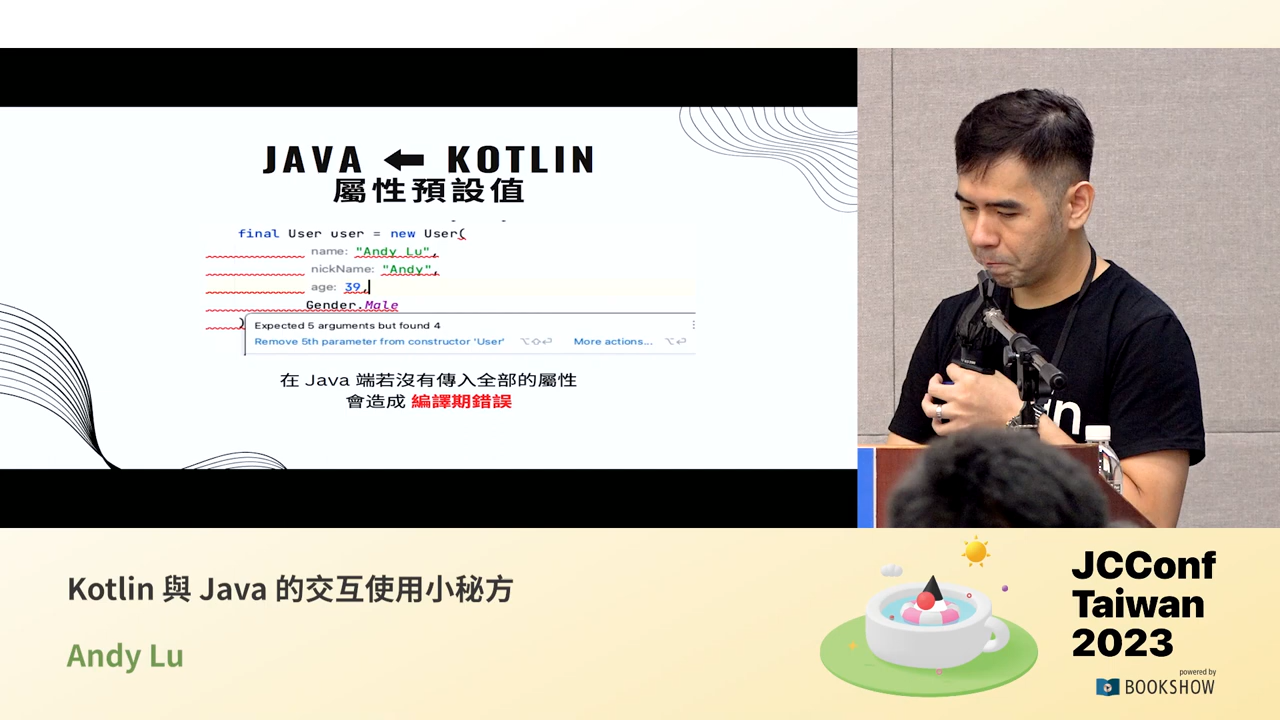 JAVA ← KOTLIN
屬性預設值
final User user = new User(
name: "Andy Lu",
nickName: "Andy",
age: 39,
Gender.Male
)
Expected 5 arguments but found 4
Remove 5th parameter from constructor 'User' ⌥⇧⏎ More actions... ⌥⏎
在 Java 端若沒有傳入全部的屬性
會造成 編譯期錯誤
in
Kotlin 與 Java 的交互使用小秘方
Andy Lu
JCConf
Taiwan
2023
powered by
BOOKSHOW